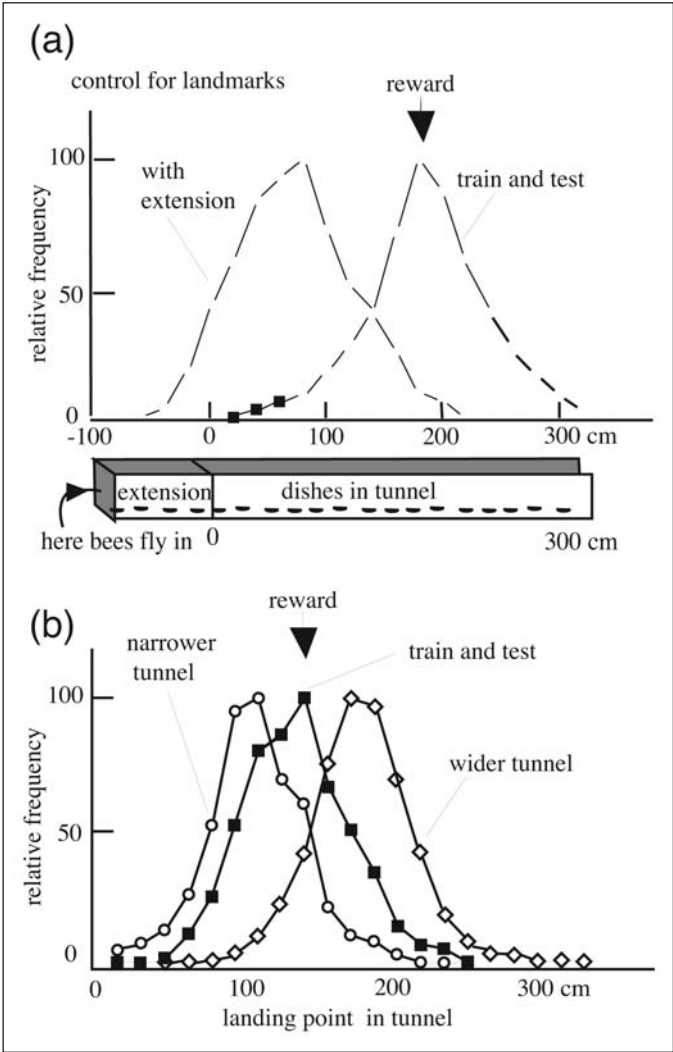 (a)
control for landmarks
reward
100
with
extension
train and test
50
relative frequency
0
-100 0 100 200 300 cm
extension dishes in tunnel
here bees fly in 0 300 cm
(b)
reward
narrower
tunnel
train and test
100
wider tunnel
50
relative frequency
0
0 100 200 300 cm
landing point in tunnel